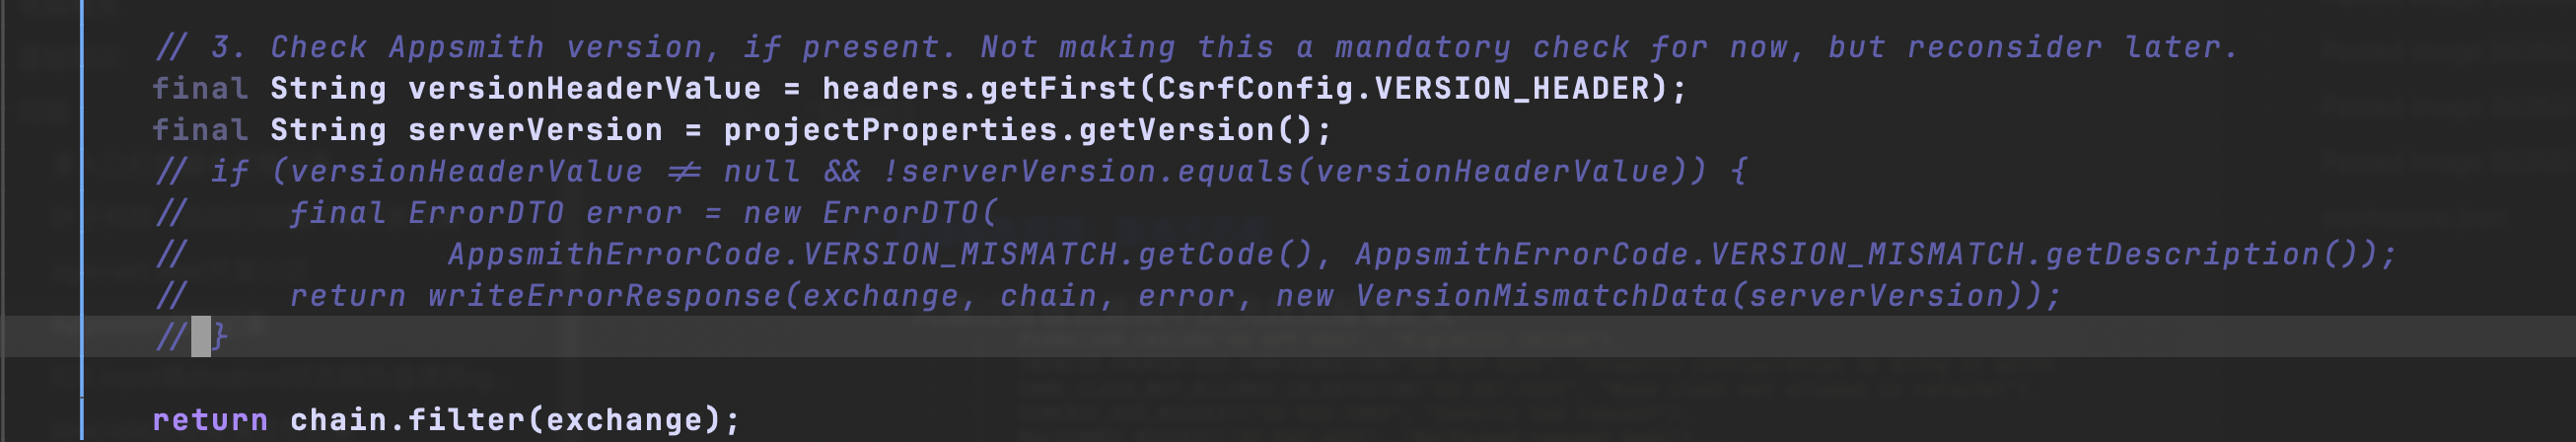 // 3. Check Appsmith version, if present. Not making this a mandatory check for now, but reconsider later.
final String versionHeaderValue = headers.getFirst(CsrfConfig.VERSION_HEADER);
final String serverVersion = projectProperties.getVersion();
// if (versionHeaderValue != null && !serverVersion.equals(versionHeaderValue)) {
//     final ErrorDTO error = new ErrorDTO(
//             AppsmithErrorCode.VERSION_MISMATCH.getCode(), AppsmithErrorCode.VERSION_MISMATCH.getDescription());
//     return writeErrorResponse(exchange, chain, error, new VersionMismatchData(serverVersion));
// }
return chain.filter(exchange);